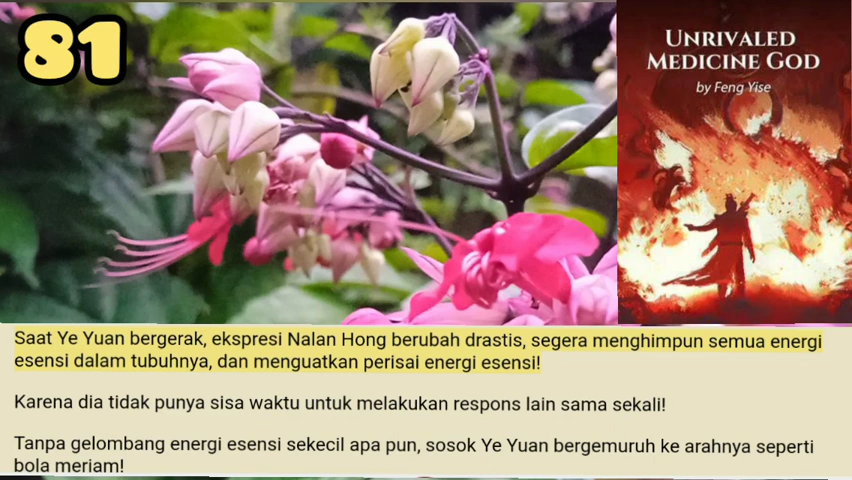 81
UNRIVALED
MEDICINE GOD
by Feng Yise
Saat Ye Yuan bergerak, ekspresi Nalan Hong berubah drastis, segera menghimpun semua energi
esensi dalam tubuhnya, dan menguatkan perisai energi esensi!
Karena dia tidak punya sisa waktu untuk melakukan respons lain sama sekali!
Tanpa gelombang energi esensi sekecil apa pun, sosok Ye Yuan bergemuruh ke arahnya seperti
bola meriam!